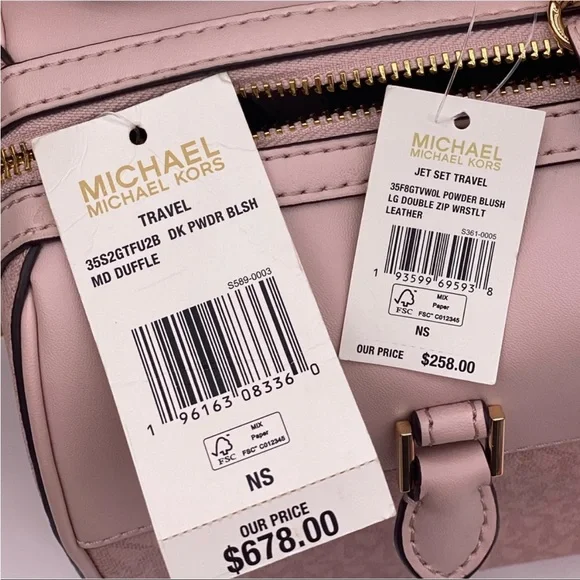 MICHAEL
MICHAEL KORS
TRAVEL
35S2GTFU2B DK PWDR BLSH
MD DUFFLE
S589-0003
1 96163 08336 0
FSC
MIX
Paper
FSC™ C012345
NS
OUR PRICE
$678.00
MICHAEL
MICHAEL KORS
JET SET TRAVEL
35F8GTVW0L POWDER BLUSH
LG DOUBLE ZIP WRSTLT
LEATHER
S361-0005
1 93599 69593 8
FSC
MIX
Paper
FSC™ C012345
NS
OUR PRICE $258.00